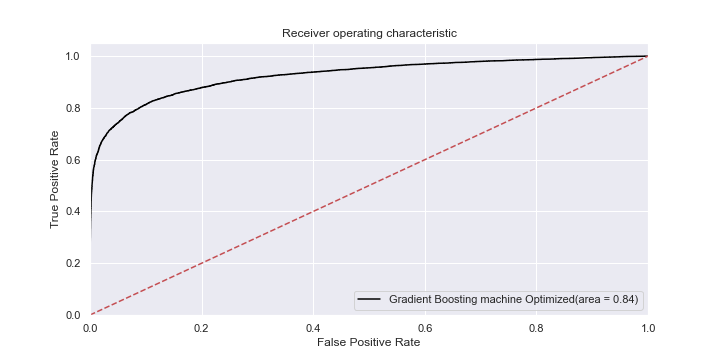 Receiver operating characteristic
1.0
0.8
0.6
0.4
0.2
0.0
True Positive Rate
Gradient Boosting machine Optimized(area = 0.84)
0.0 0.2 0.4 0.6 0.8 1.0
False Positive Rate